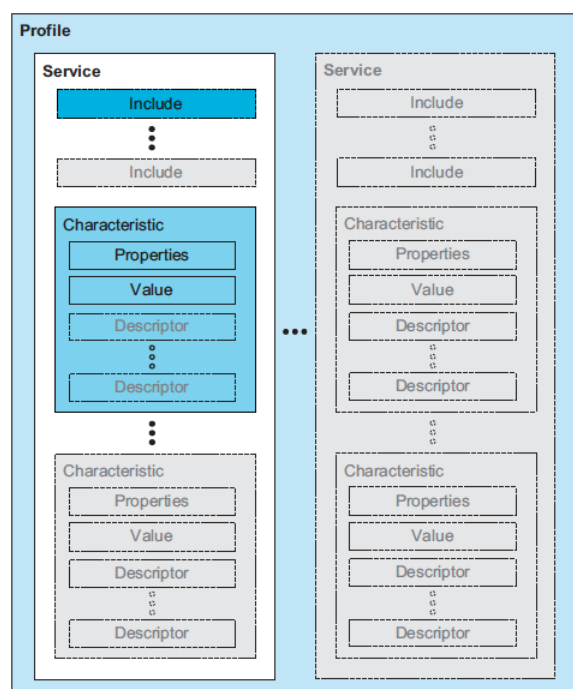 Profile
Service
Include
Include
Characteristic
Properties
Value
Descriptor
Descriptor
Characteristic
Properties
Value
Descriptor
Descriptor
Service
Include
Include
Characteristic
Properties
Value
Descriptor
Descriptor
Characteristic
Properties
Value
Descriptor
Descriptor